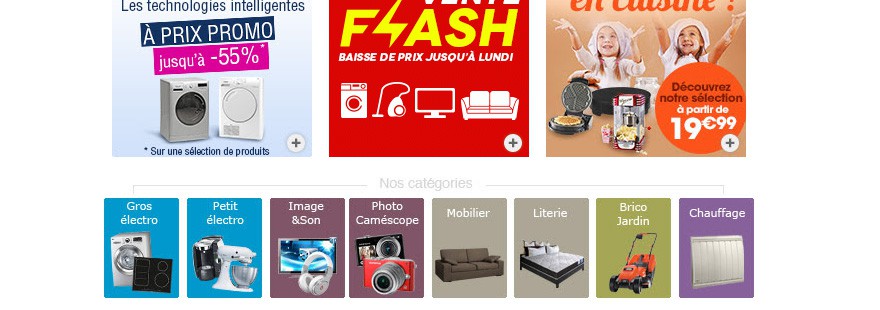 Les technologies intelligentes
À PRIX PROMO
jusqu'à -55%*
* Sur une sélection de produits
VENTE
FLASH
BAISSE DE PRIX JUSQU'À LUNDI
en cuisine !
Découvrez
notre sélection
à partir de
19€99
Nos catégories
Gros
électro
Petit
électro
Image
&Son
Photo
Caméscope
Mobilier
Literie
Brico
Jardin
Chauffage